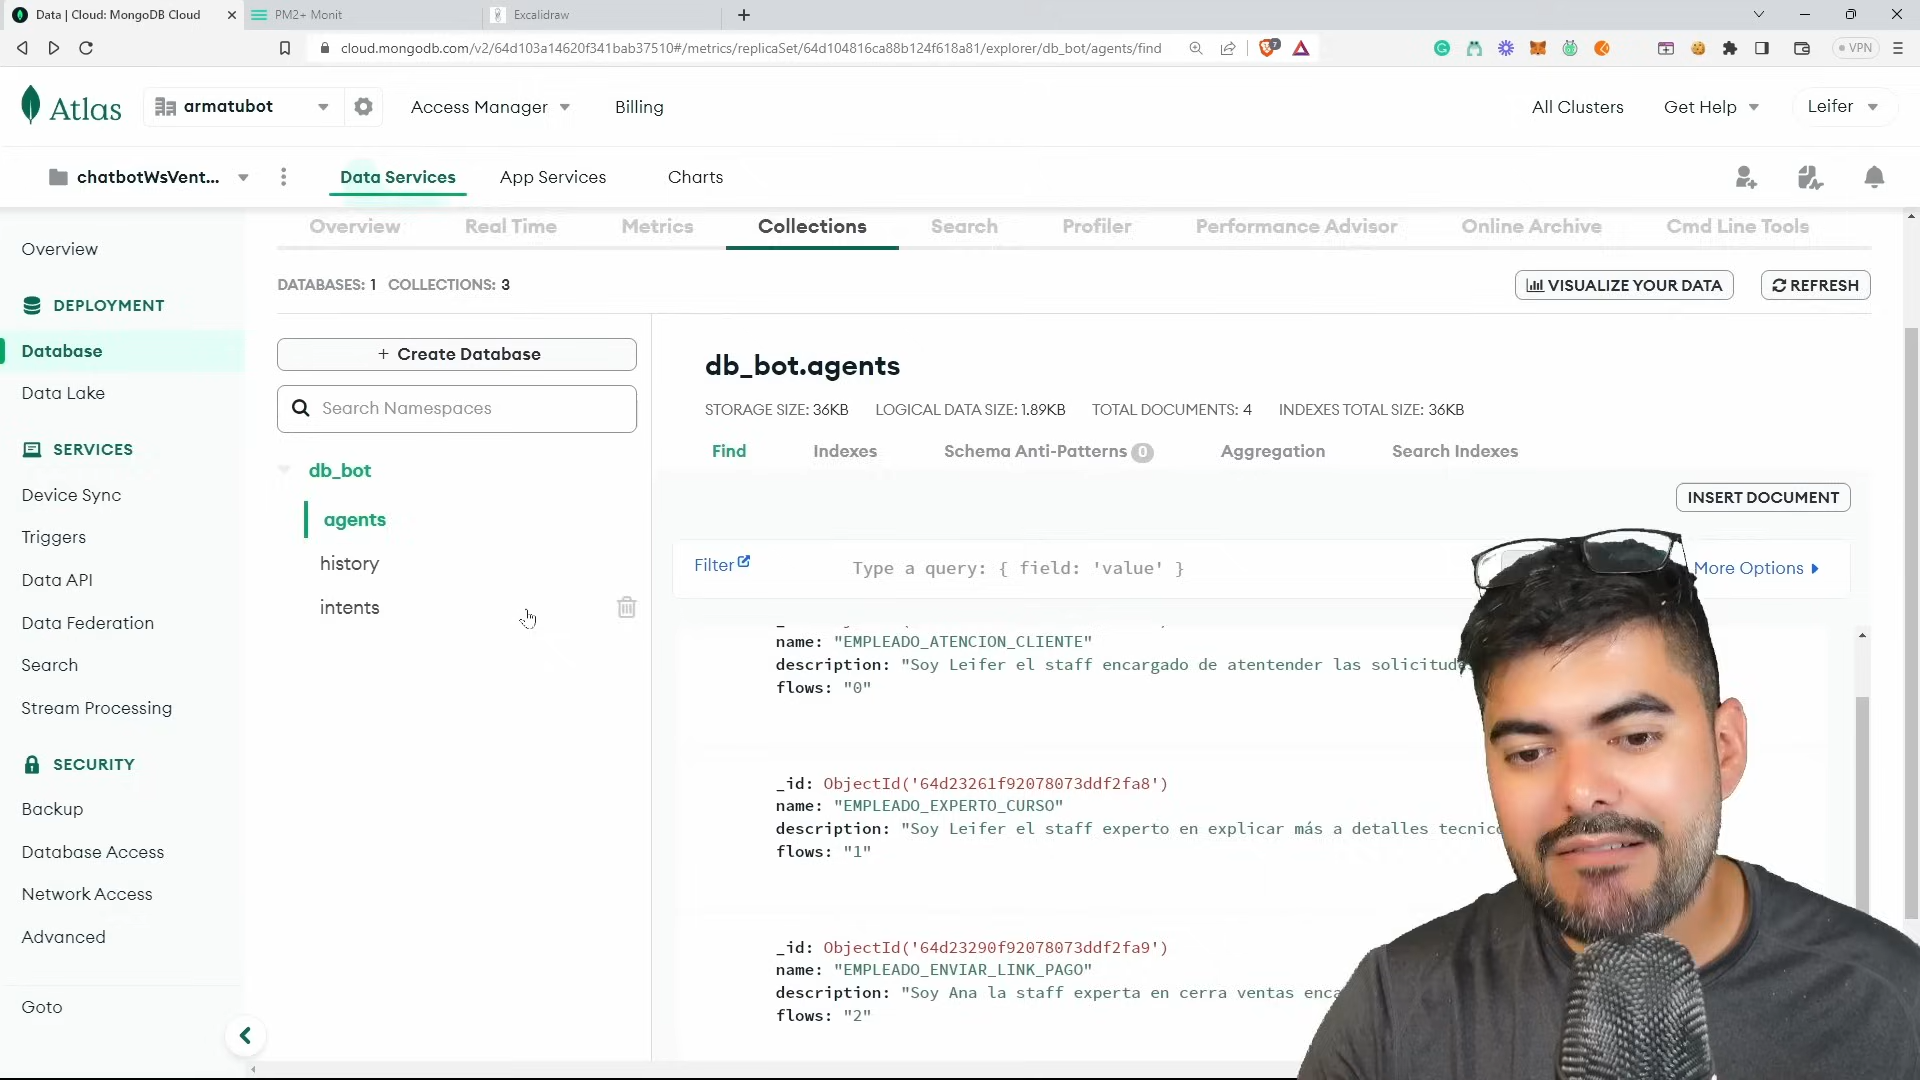 Data | Cloud: MongoDB Cloud
PM2+ Monit
Excalidraw
cloud.mongodb.com/v2/64d103a14620f341bab37510#/metrics/replicaSet/64d104816ca88b124f618a81/explorer/db_bot/agents/find
7
VPN
Atlas
armatubot
Access Manager
Billing
All Clusters
Get Help
Leifer
chatbotWsVent...
Data Services
App Services
Charts
Overview
Real Time
Metrics
Collections
Search
Profiler
Performance Advisor
Online Archive
Cmd Line Tools
Overview
DEPLOYMENT
Database
Data Lake
SERVICES
Device Sync
Triggers
Data API
Data Federation
Search
Stream Processing
SECURITY
Backup
Database Access
Network Access
Advanced
Goto
DATABASES: 1 COLLECTIONS: 3
VISUALIZE YOUR DATA
REFRESH
+ Create Database
Search Namespaces
db_bot
agents
history
intents
db_bot.agents
STORAGE SIZE: 36KB LOGICAL DATA SIZE: 1.89KB TOTAL DOCUMENTS: 4 INDEXES TOTAL SIZE: 36KB
Find
Indexes
Schema Anti-Patterns 0
Aggregation
Search Indexes
INSERT DOCUMENT
Filter
Type a query: { field: 'value' }
More Options
name: "EMPLEADO_ATENCION_CLIENTE"
description: "Soy Leifer el staff encargado de atentender las
flows: "0"
_id: ObjectId('64d23261f92078073ddf2fa8')
name: "EMPLEADO_EXPERTO_CURSO"
description: "Soy Leifer el staff experto en explicar más a detalles
flows: "1"
_id: ObjectId('64d23290f92078073ddf2fa9')
name: "EMPLEADO_ENVIAR_LINK_PAGO"
description: "Soy Ana la staff experta en cerra ventas
flows: "2"